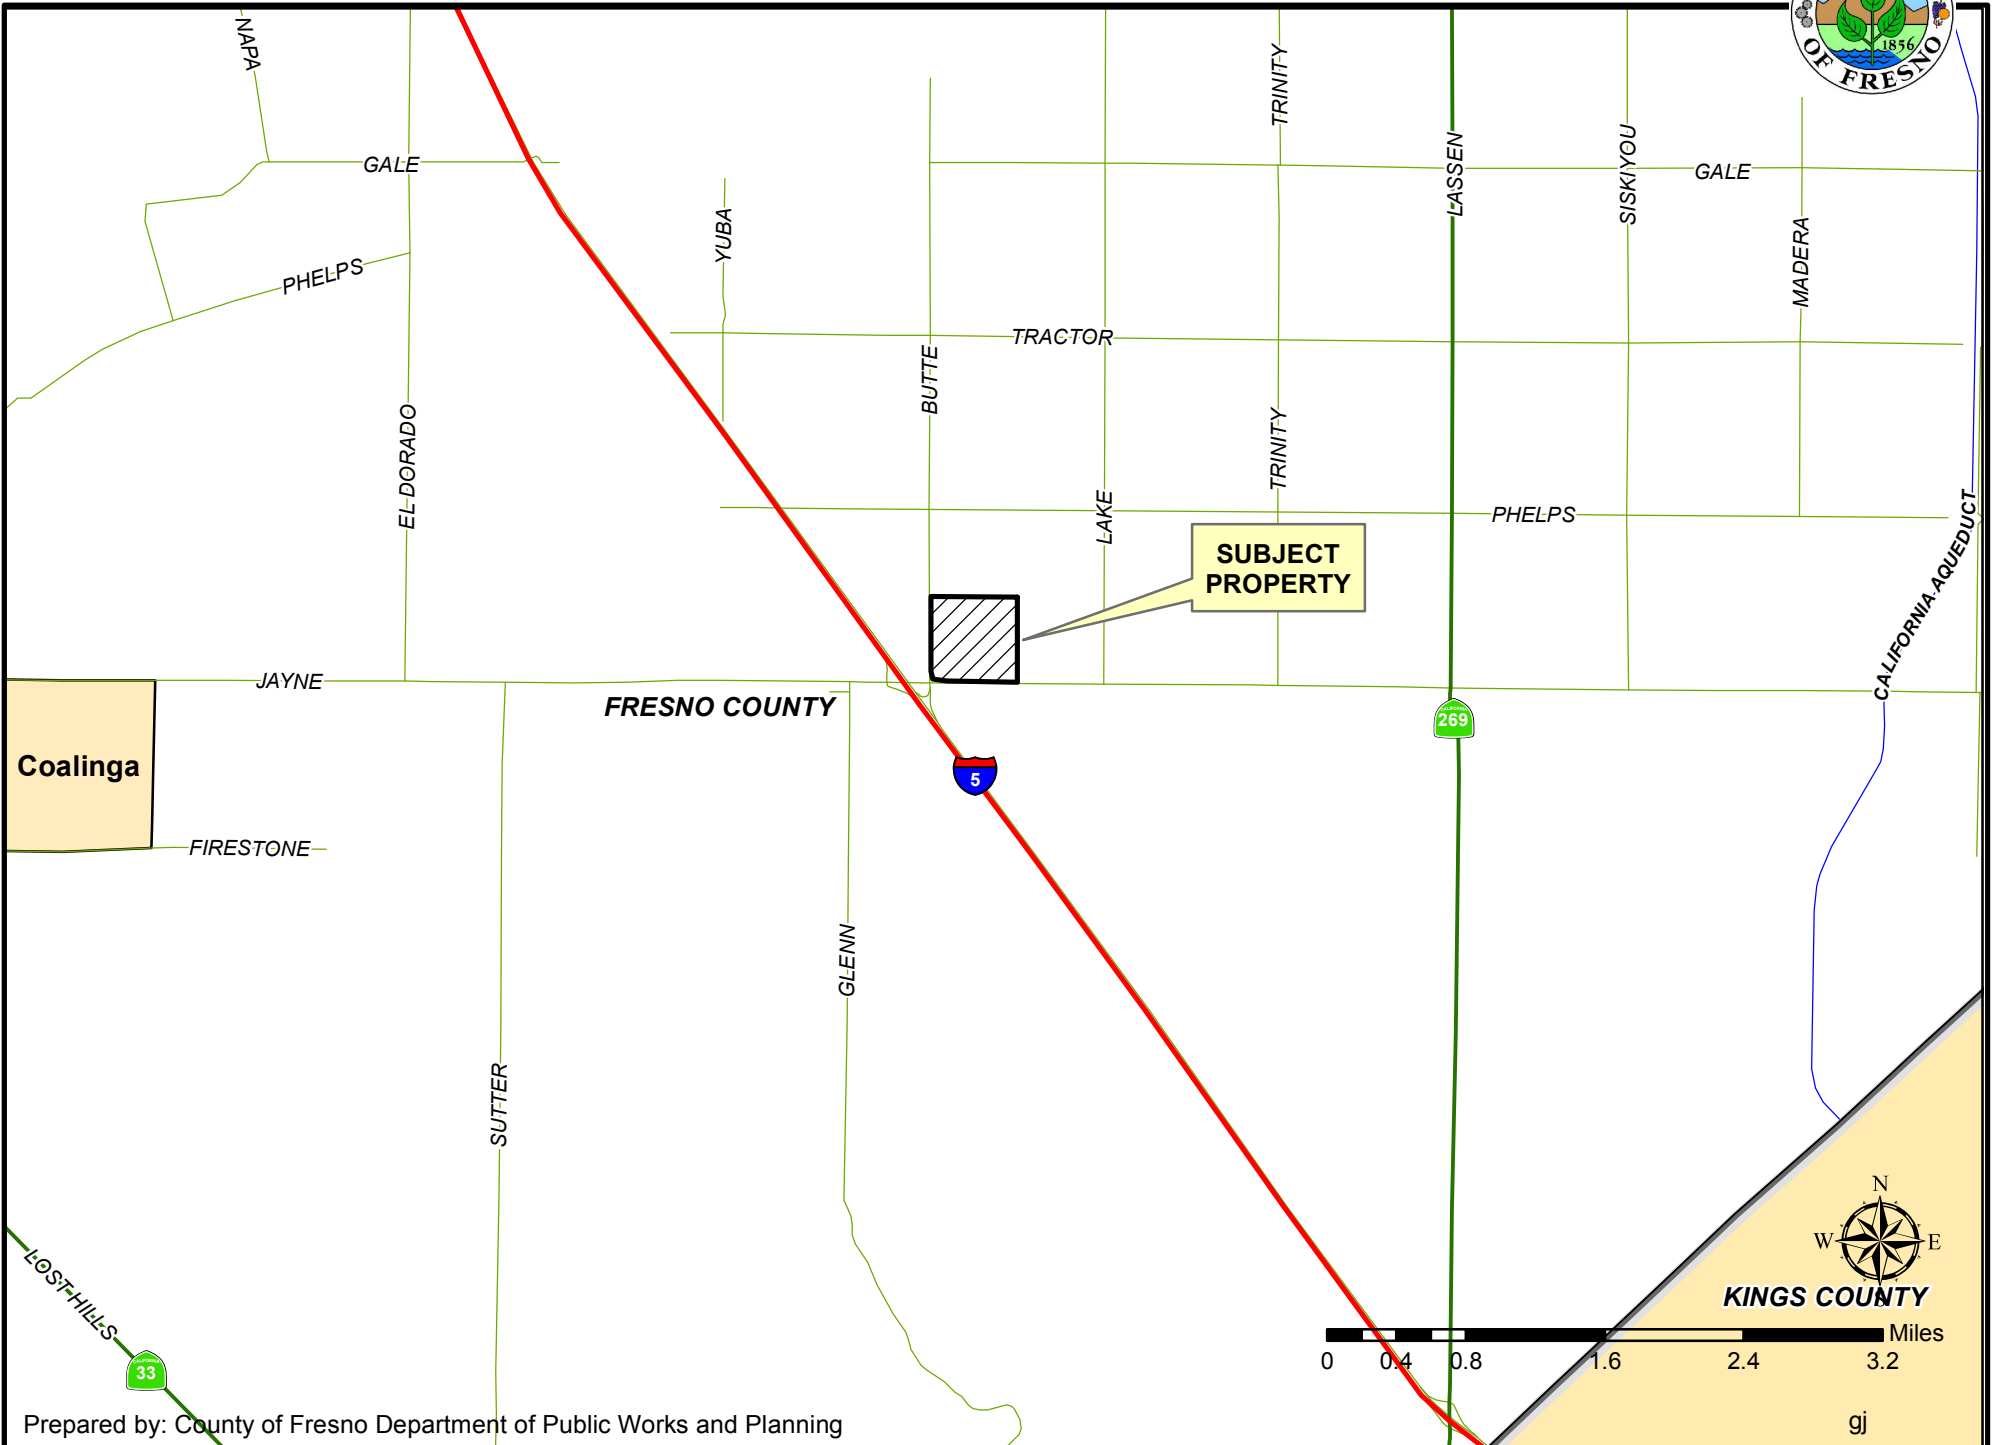 NAPA
TRINITY
1856
OF FRESNO
GALE
LASSEN
SISKIYOU
GALE
YUBA
MADERA
PHELPS
TRACTOR
BUTTE
EL DORADO
TRINITY
LAKE
PHELPS
CALIFORNIA AQUEDUCT
SUBJECT
PROPERTY
JAYNE
FRESNO COUNTY
CALIFORNIA
269
Coalinga
5
FIRESTONE
GLENN
SUTTER
N
W
E
S
KINGS COUNTY
LOST HILLS
Miles
0
0.4
0.8
1.6
2.4
3.2
CALIFORNIA
33
Prepared by: County of Fresno Department of Public Works and Planning
gj